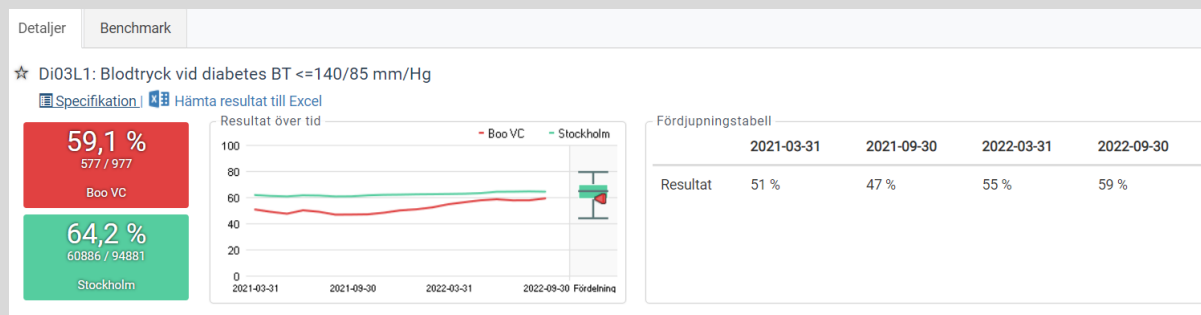 Detaljer
Benchmark
Di03L1: Blodtryck vid diabetes BT <=140/85 mm/Hg
Specifikation | Hämta resultat till Excel
59,1 %
577 / 977
Boo VC
64,2 %
60886 / 94881
Stockholm
Resultat över tid
Boo VC Stockholm
100
80
60
40
20
0
2021-03-31 2021-09-30 2022-03-31 2022-09-30 Fördelning
Fördjupningstabell
2021-03-31 2021-09-30 2022-03-31 2022-09-30
Resultat 51 % 47 % 55 % 59 %